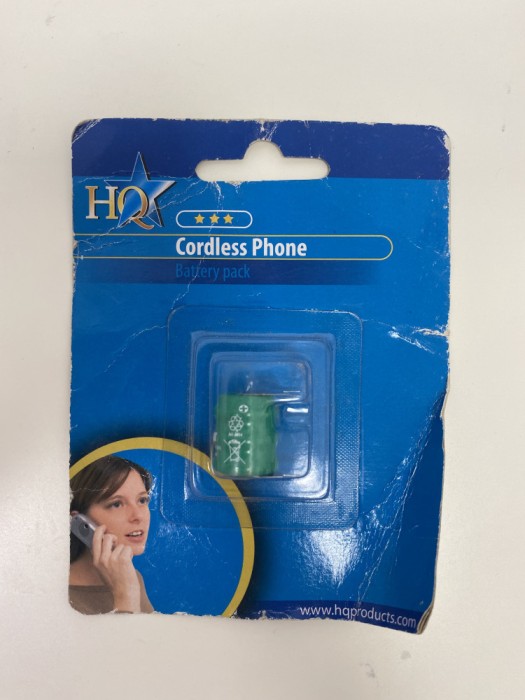 HQ
Cordless Phone
Battery pack
www.hqproducts.com